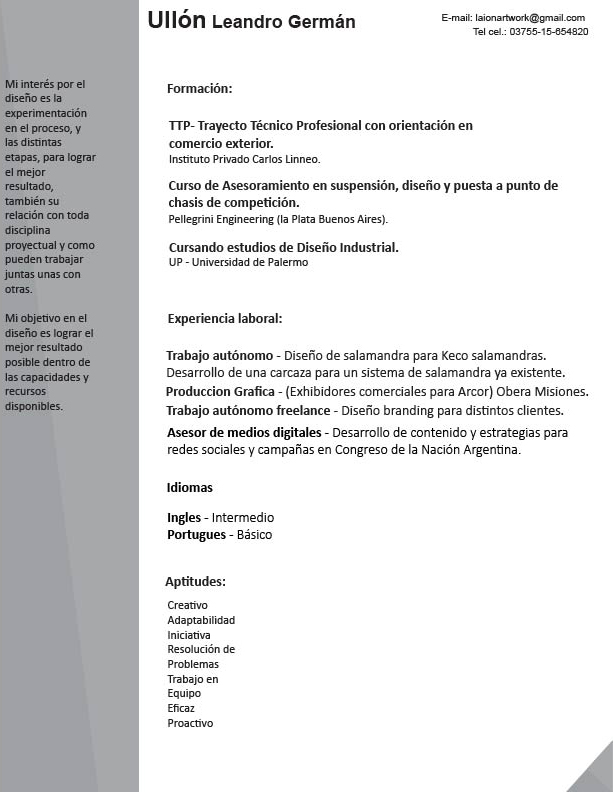 Ullón Leandro Germán
E-mail: laionartwork@gmail.com
Tel cel.: 03755-15-654820
Mi interés por el
diseño es la
experimentación
en el proceso, y
las distintas
etapas, para lograr
el mejor
resultado,
también su
relación con toda
disciplina
proyectual y como
pueden trabajar
juntas unas con
otras.
Mi objetivo en el
diseño es lograr el
mejor resultado
posible dentro de
las capacidades y
recursos
disponibles.
Formación:
TTP- Trayecto Técnico Profesional con orientación en
comercio exterior.
Instituto Privado Carlos Linneo.
Curso de Asesoramiento en suspensión, diseño y puesta a punto de
chasis de competición.
Pellegrini Engineering (la Plata Buenos Aires).
Cursando estudios de Diseño Industrial.
UP - Universidad de Palermo
Experiencia laboral:
Trabajo autónomo - Diseño de salamandra para Keco salamandras.
Desarrollo de una carcaza para un sistema de salamandra ya existente.
Produccion Grafica - (Exhibidores comerciales para Arcor) Obera Misiones.
Trabajo autónomo freelance - Diseño branding para distintos clientes.
Asesor de medios digitales - Desarrollo de contenido y estrategias para
redes sociales y campañas en Congreso de la Nación Argentina.
Idiomas
Ingles - Intermedio
Portugues - Básico
Aptitudes:
Creativo
Adaptabilidad
Iniciativa
Resolución de
Problemas
Trabajo en
Equipo
Eficaz
Proactivo